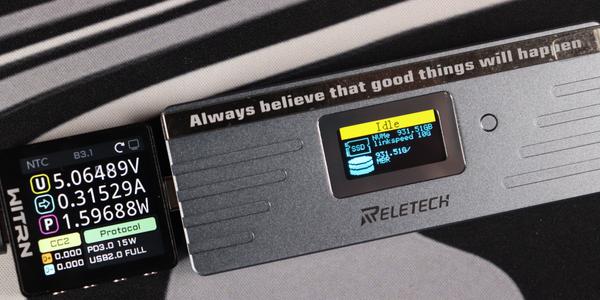 Always believe that good things will happen
Idle
NVMe 931.51GB
linkspeed 10G
SSD
931.51G/
MBR
RELETECH
WITRN
NTC B3.1
U 5.06489V
0.31529A
P 1.59688W
CC2 Protocol
D+ 0.000 PD3.0 15W
D- 0.000 USB2.0 FULL